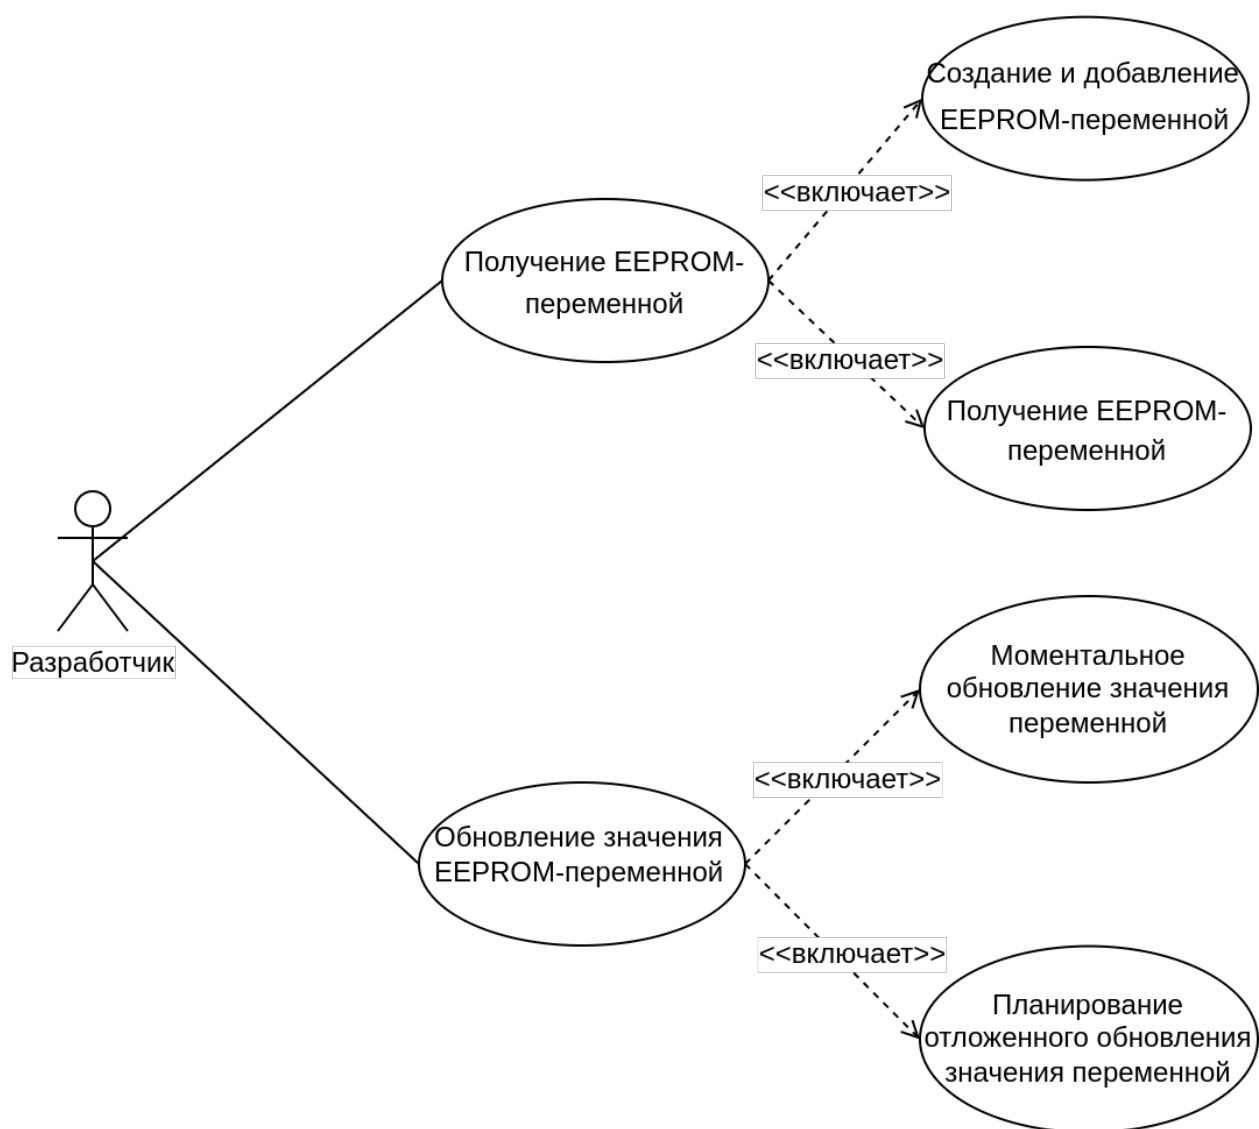 Создание и добавление
EEPROM-переменной
<<включает>>
Получение EEPROM-
переменной
<<включает>>
Получение EEPROM-
переменной
Разработчик
Моментальное
обновление значения
переменной
<<включает>>
Обновление значения
EEPROM-переменной
<<включает>>
Планирование
отложенного обновления
значения переменной